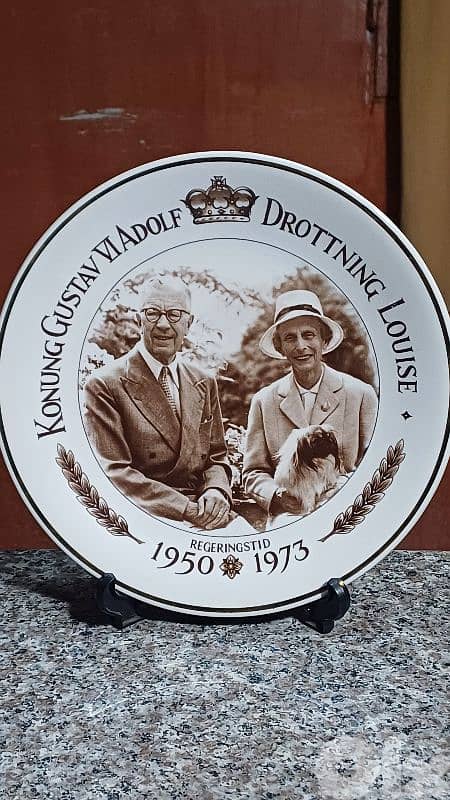 KONUNG GUSTAV VI ADOLF DROTTNING LOUISE
REGERINGSTID
1950 1973